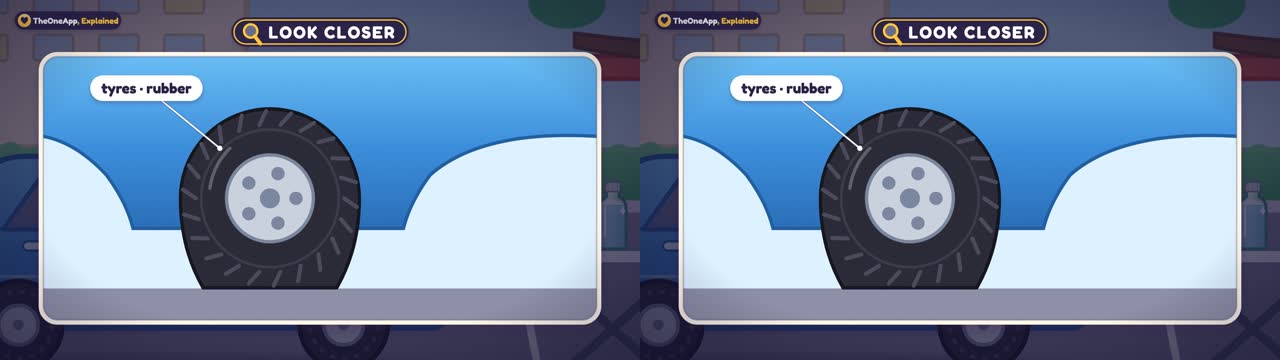 TheOneApp, Explained
LOOK CLOSER
tyres · rubber
TheOneApp, Explained
LOOK CLOSER
tyres · rubber